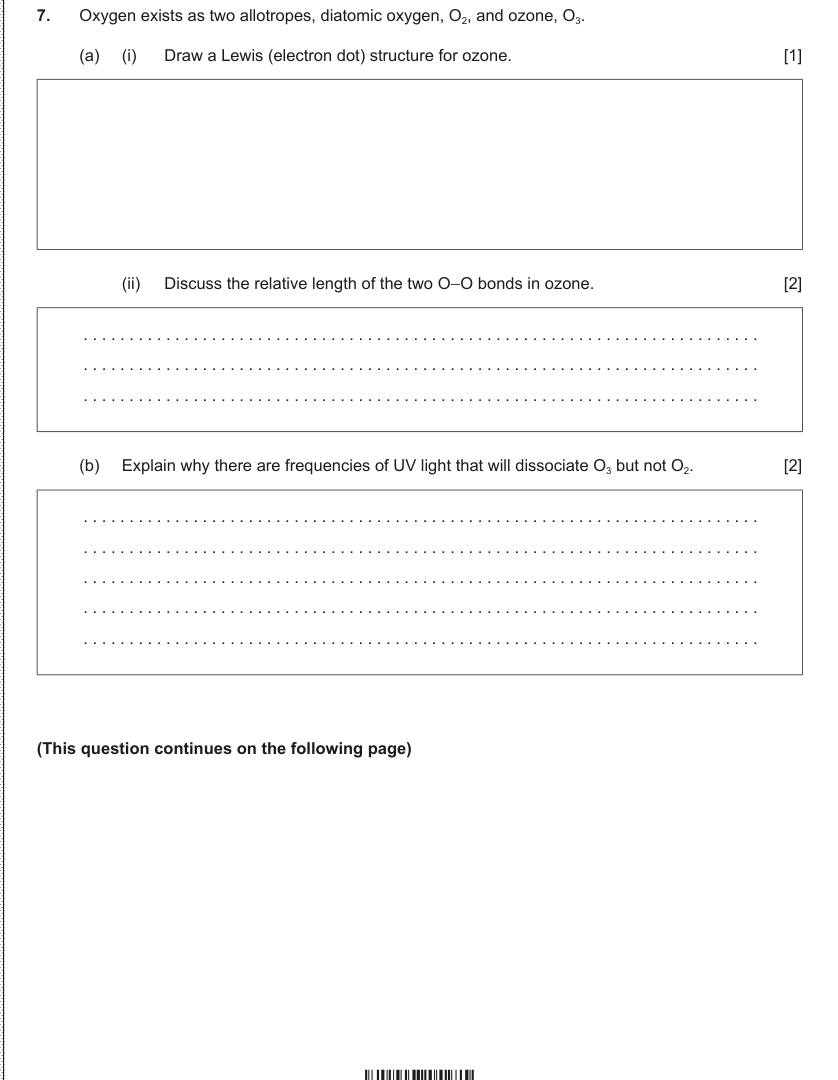 7. Oxygen exists as two allotropes, diatomic oxygen, O₂, and ozone, O₃.
(a) (i) Draw a Lewis (electron dot) structure for ozone. [1]
(ii) Discuss the relative length of the two O–O bonds in ozone. [2]
(b) Explain why there are frequencies of UV light that will dissociate O₃ but not O₂. [2]
(This question continues on the following page)